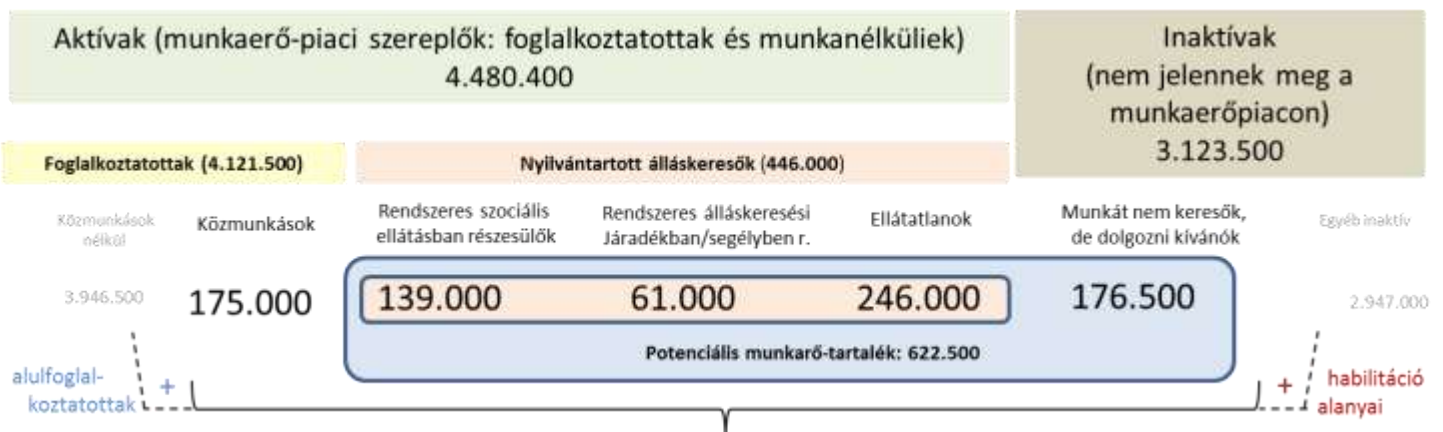 Aktívak (munkaerő-piaci szereplők: foglalkoztatottak és munkanélküliek)
4.480.400
Inaktívak
(nem jelennek meg a
munkaerőpiacon)
3.123.500
Foglalkoztatottak (4.121.500)
Nyilvántartott álláskeresők (446.000)
Közmunkások
nélkül
Közmunkások
Rendszeres szociális
ellátásban részesülők
Rendszeres álláskeresési
Járadékban/segélyben r.
Ellátatlanok
Munkát nem keresők,
de dolgozni kívánók
Egyéb inaktív
3.946.500
175.000
139.000
61.000
246.000
176.500
2.947.000
Potenciális munkarő-tartalék: 622.500
alulfoglal-
koztatottak
+
+
habilitáció
alanyai